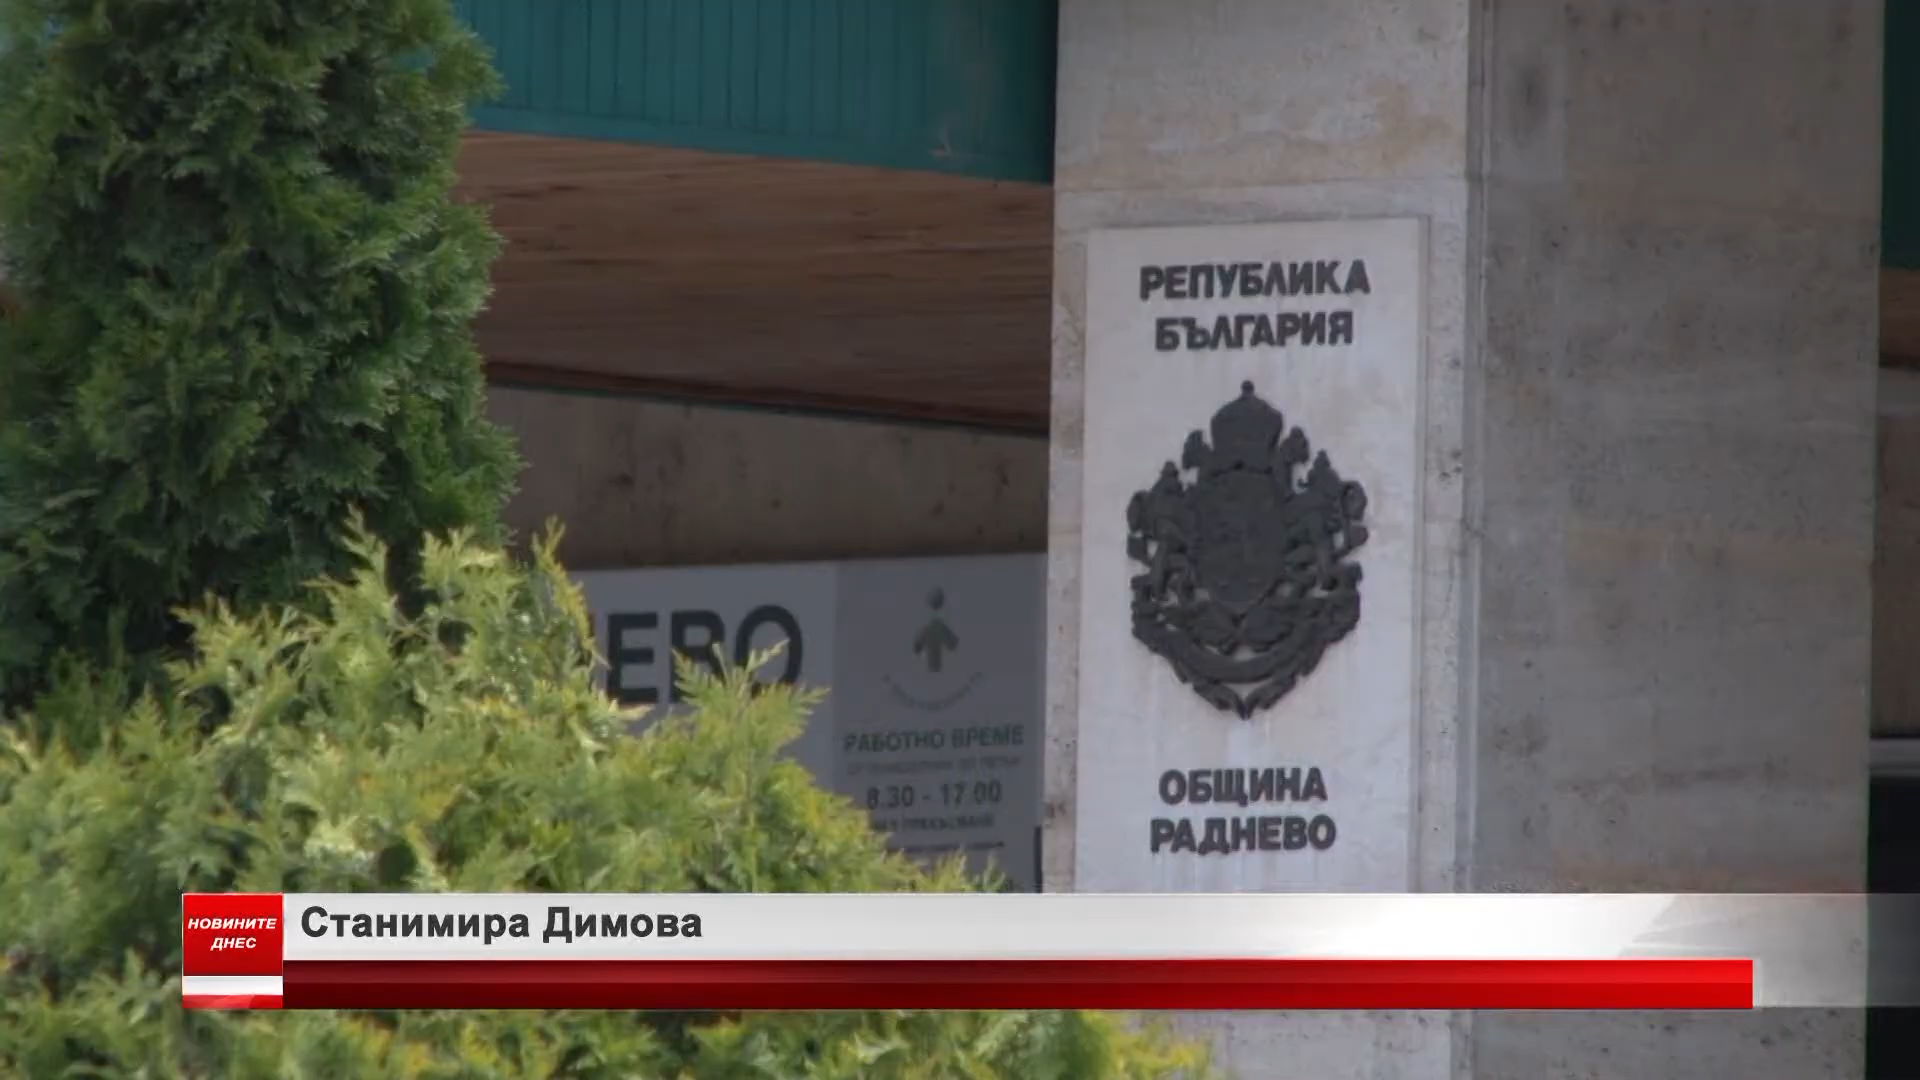 РЕПУБЛИКА
БЪЛГАРИЯ
ЕВО
РАБОТНО ВРЕМЕ
8.30 - 17.00
ОБЩИНА
РАДНЕВО
НОВИНИТЕ
ДНЕС
Станимира Димова